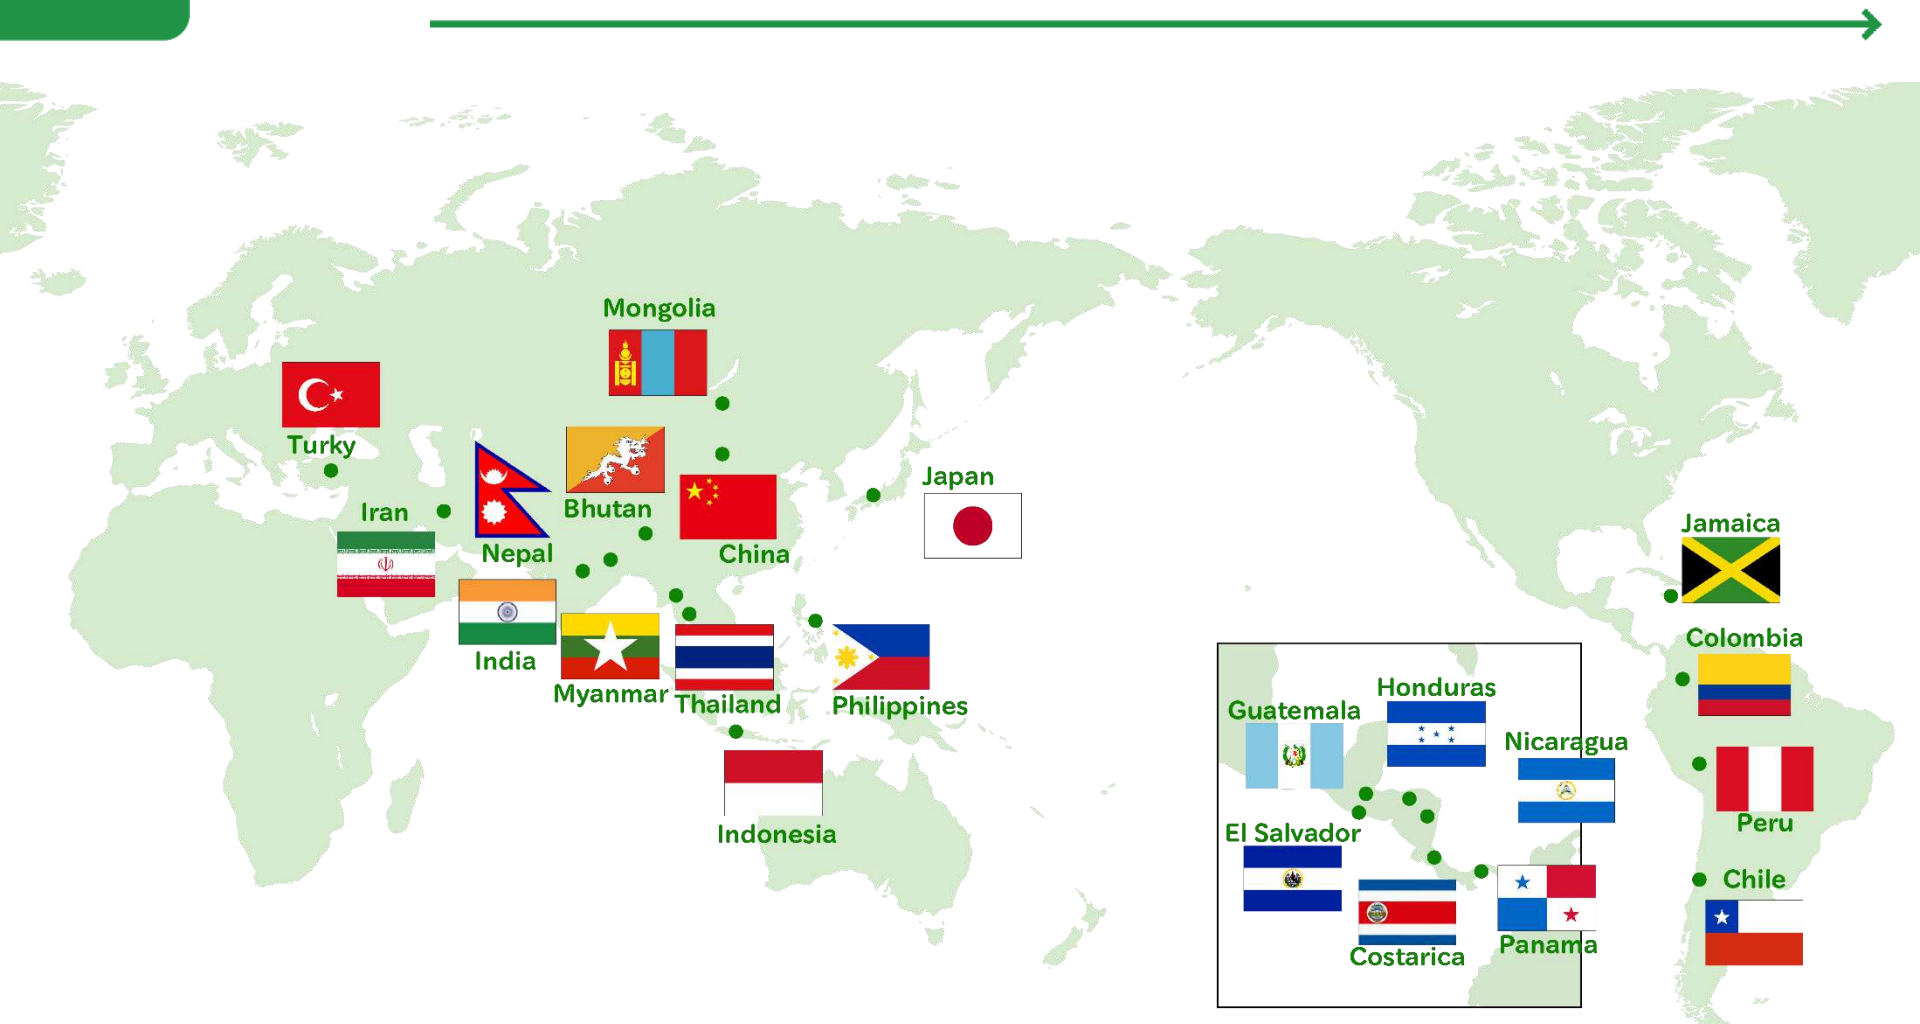 Mongolia
Turky
Japan
Iran
Bhutan
Nepal
China
Jamaica
India
Colombia
Myanmar
Thailand
Philippines
Honduras
Guatemala
Nicaragua
Indonesia
El Salvador
Peru
Chile
Panama
Costarica